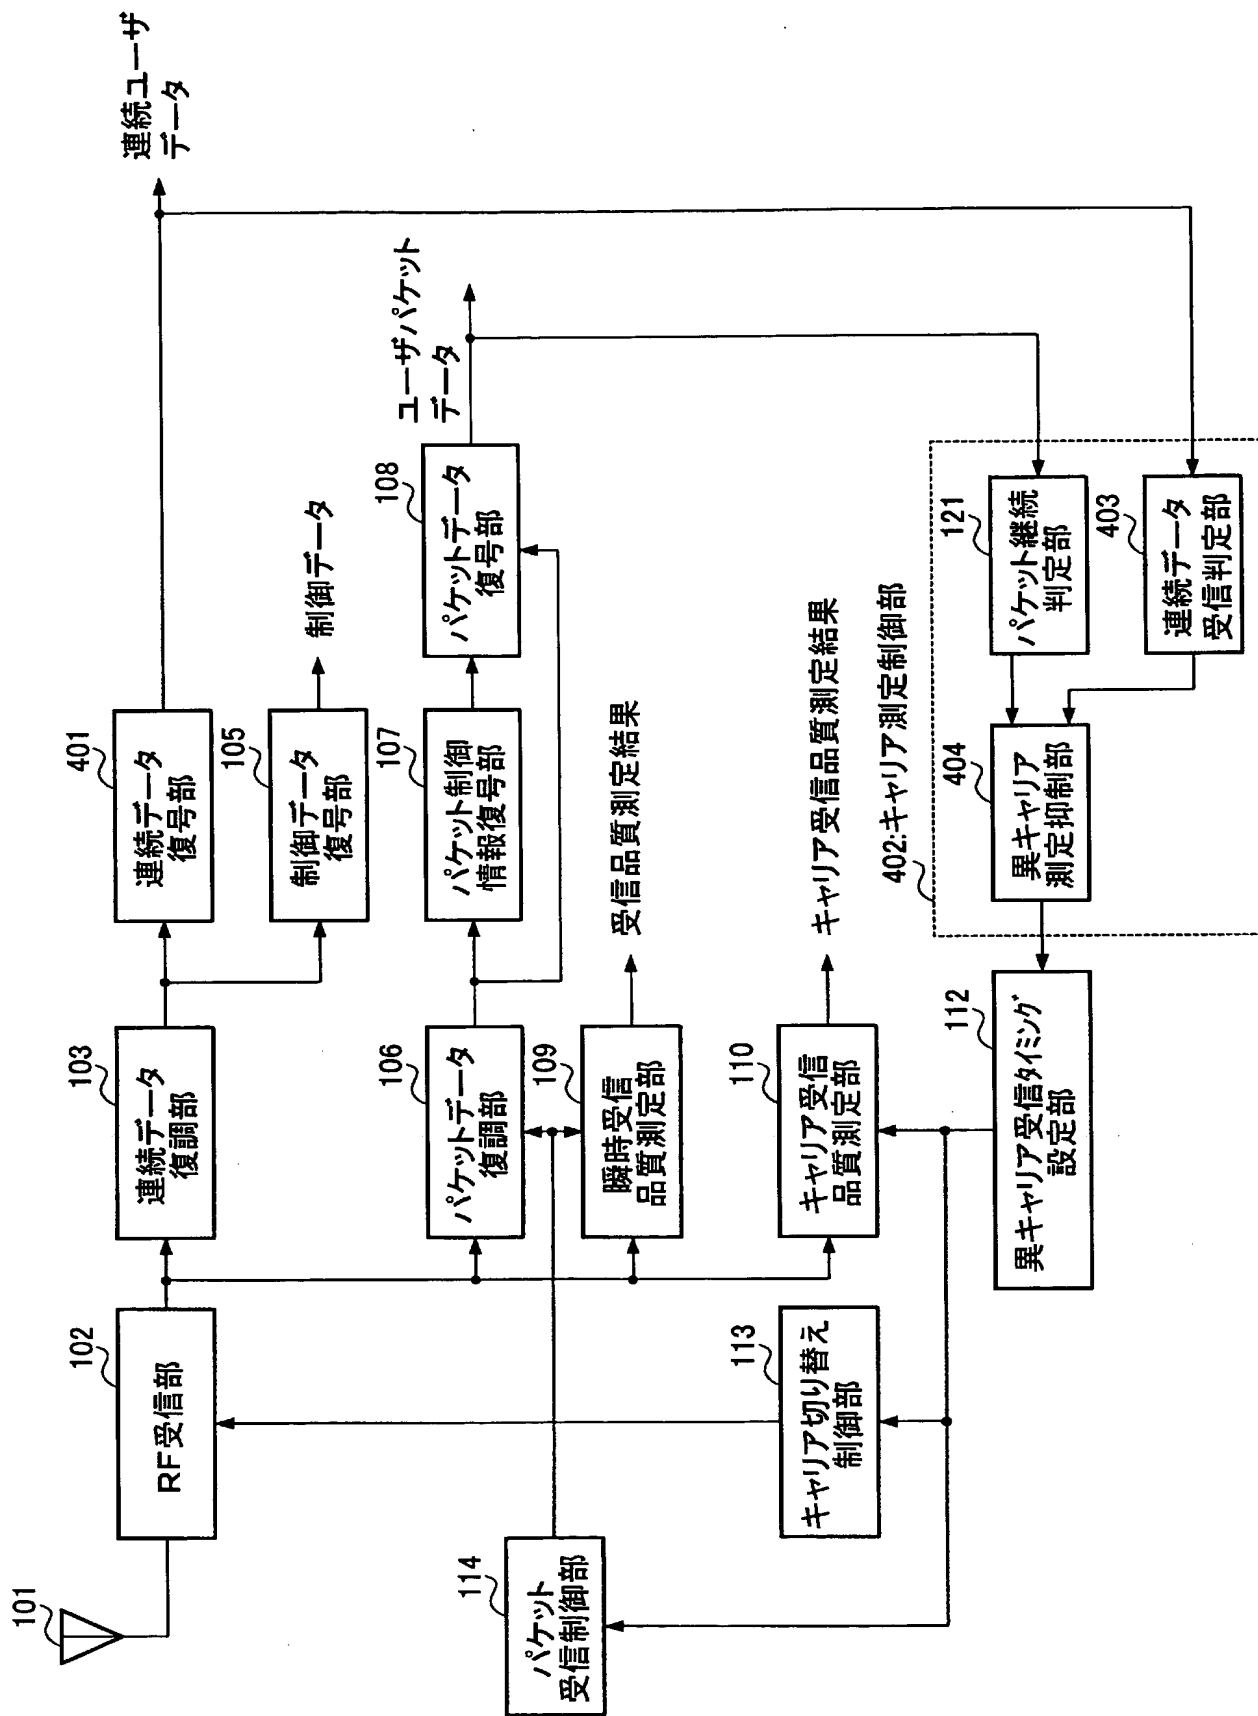 101
102
RF受信部
103
連続データ
復調部
401
連続データ
復号部
連続ユーザ
データ
105
制御データ
復号部
制御データ
106
パケットデータ
復調部
107
パケット制御
情報復号部
108
パケットデータ
復号部
ユーザパケット
データ
109
瞬時受信
品質測定部
受信品質測定結果
110
キャリア受信
品質測定部
キャリア受信品質測定結果
114
パケット
受信制御部
113
キャリア切り替え
制御部
112
異キャリア受信タイミング
設定部
402:キャリア測定制御部
404
異キャリア
測定抑制部
121
パケット継続
判定部
403
連続データ
受信判定部